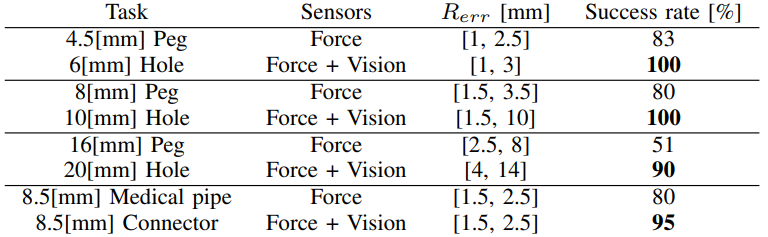 Task Sensors R_err [mm] Success rate [%]
4.5[mm] Peg Force [1, 2.5] 83
6[mm] Hole Force + Vision [1, 3] 100
8[mm] Peg Force [1.5, 3.5] 80
10[mm] Hole Force + Vision [1.5, 10] 100
16[mm] Peg Force [2.5, 8] 51
20[mm] Hole Force + Vision [4, 14] 90
8.5[mm] Medical pipe Force [1.5, 2.5] 80
8.5[mm] Connector Force + Vision [1.5, 2.5] 95